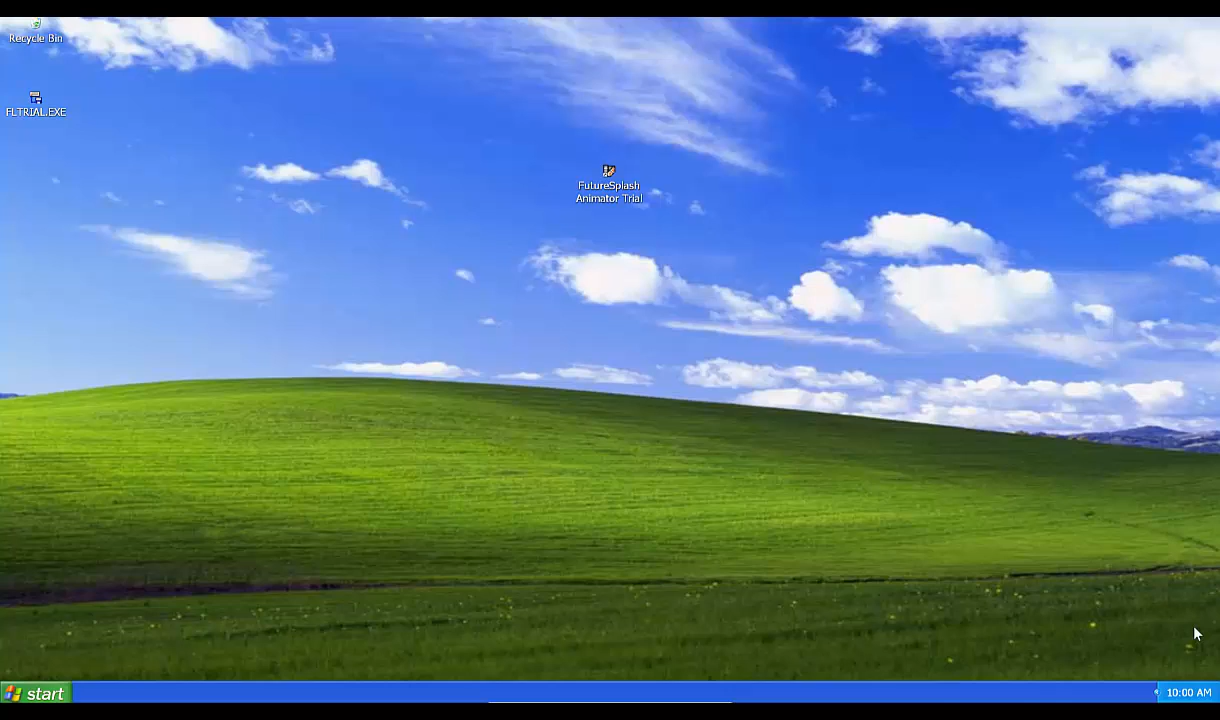 Recycle Bin
FLTRIAL.EXE
FutureSplash
Animator Trial
start
10:00 AM